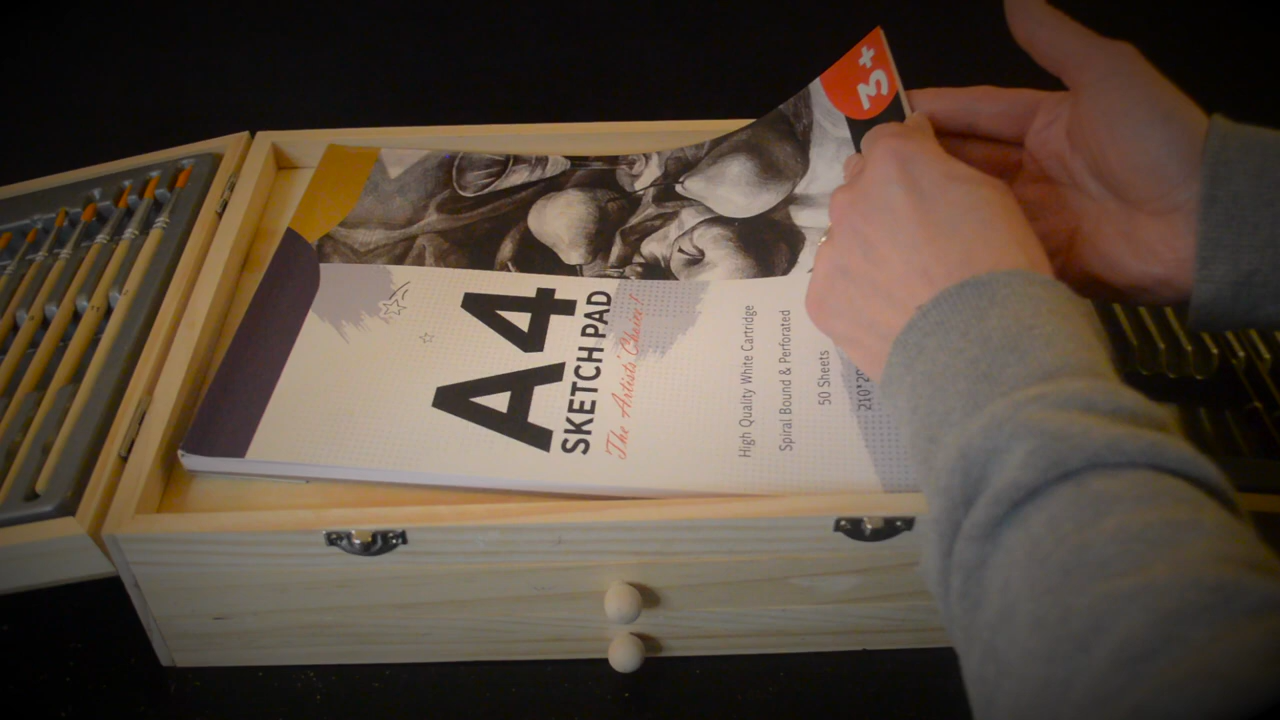 3+
A4
SKETCH PAD
The Artists' Choice!
High Quality White Cartridge
Spiral Bound & Perforated
50 Sheets